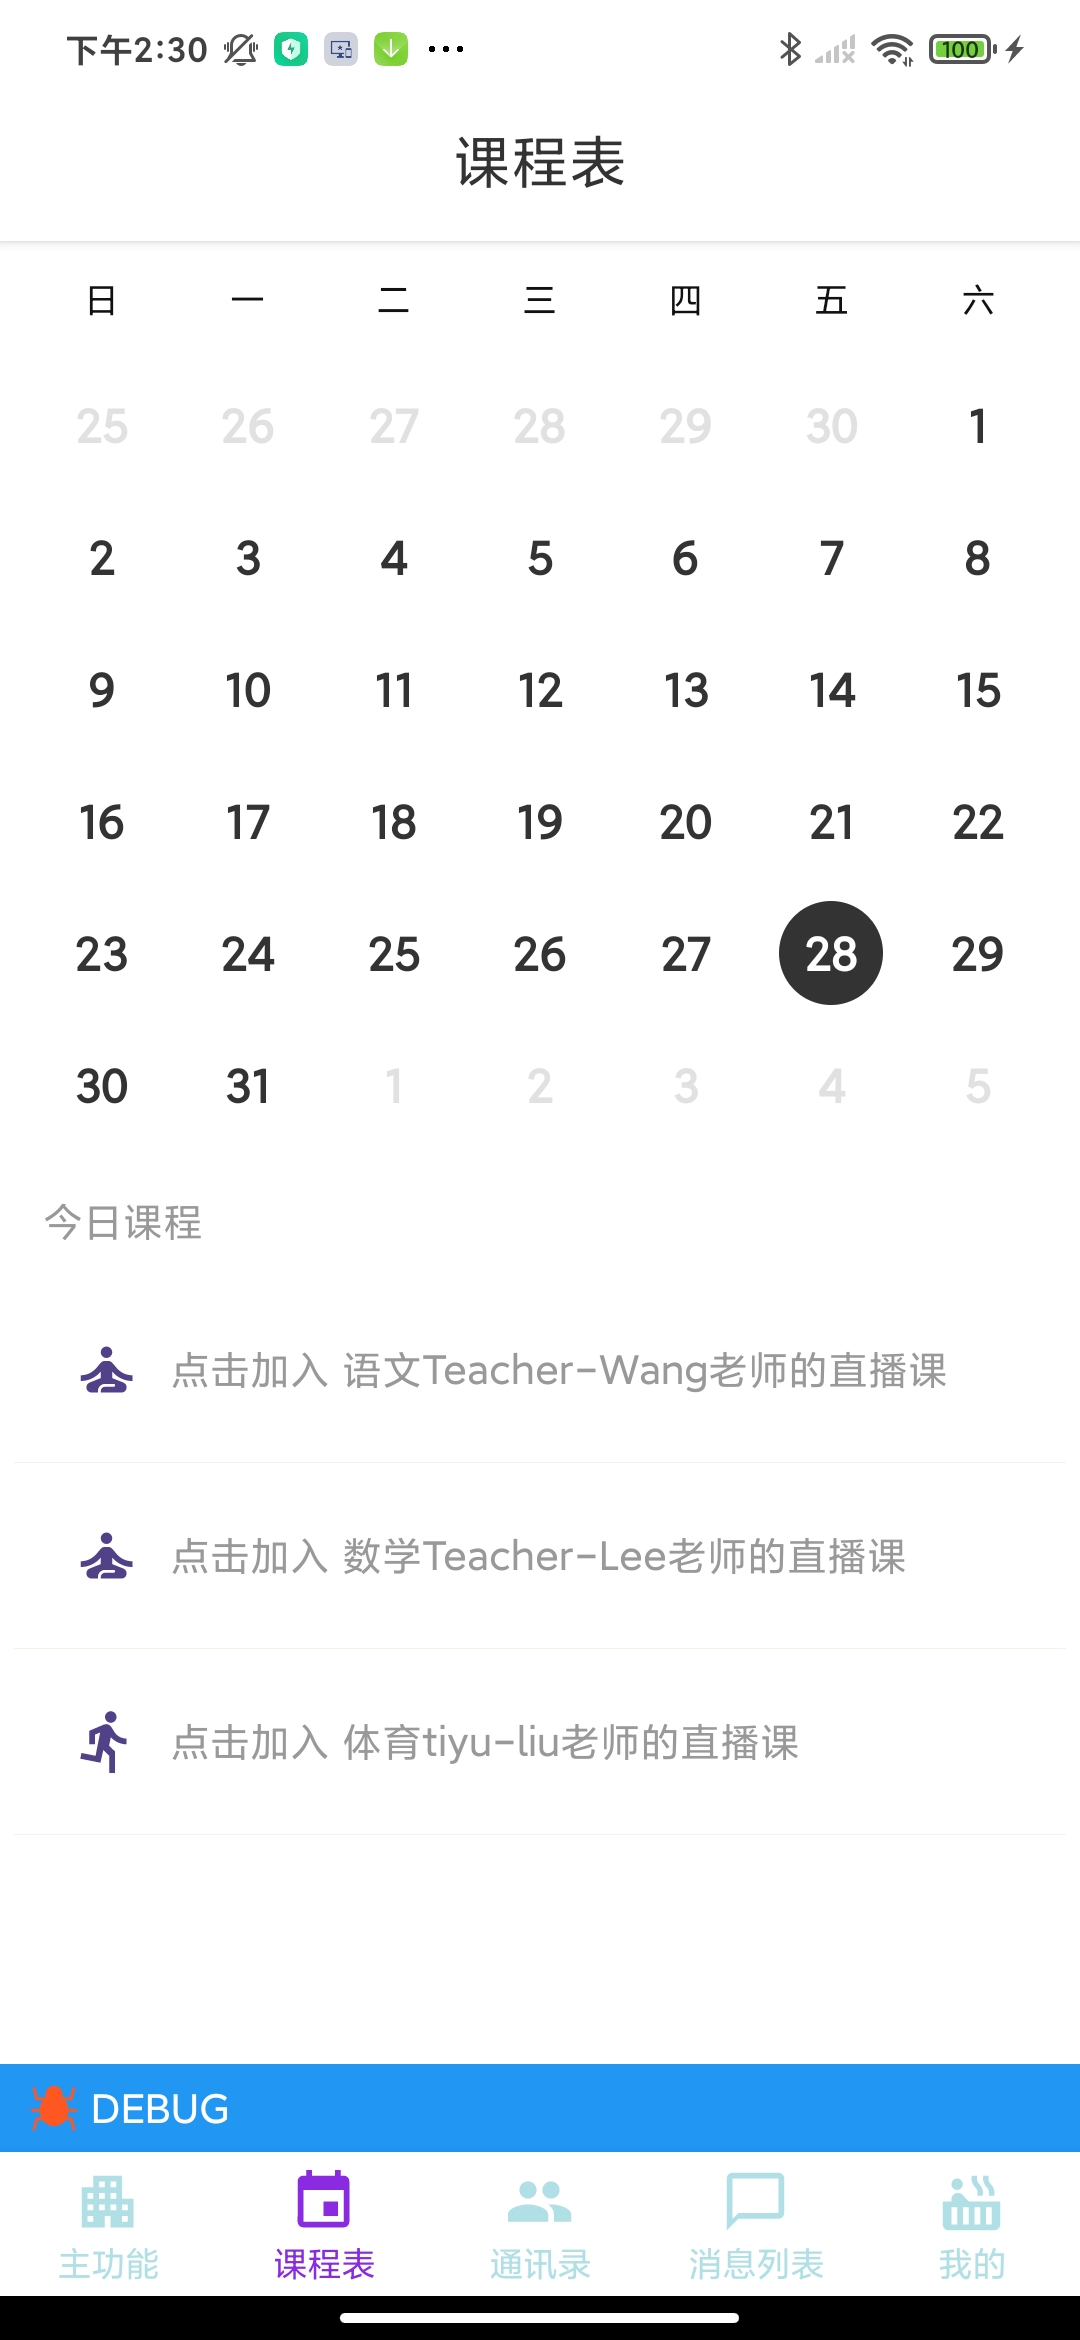 下午2:30 100
课程表
日 一 二 三 四 五 六
25 26 27 28 29 30 1
2 3 4 5 6 7 8
9 10 11 12 13 14 15
16 17 18 19 20 21 22
23 24 25 26 27 28 29
30 31 1 2 3 4 5
今日课程
点击加入 语文Teacher-Wang老师的直播课
点击加入 数学Teacher-Lee老师的直播课
点击加入 体育tiyu-liu老师的直播课
DEBUG
主功能 课程表 通讯录 消息列表 我的